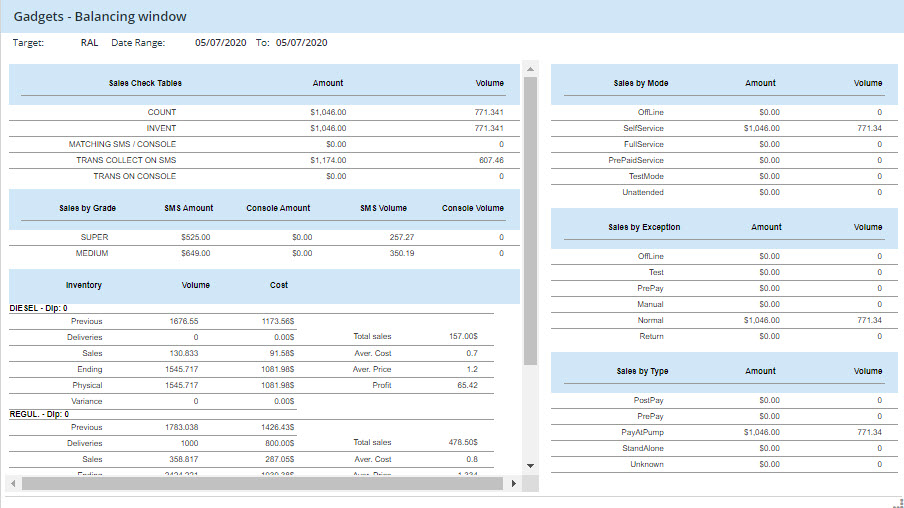 Gadgets - Balancing window
Target: RAL Date Range: 05/07/2020 To: 05/07/2020
Sales Check Tables Amount Volume
COUNT $1,046.00 771.341
INVENT $1,046.00 771.341
MATCHING SMS / CONSOLE $0.00 0
TRANS COLLECT ON SMS $1,174.00 607.46
TRANS ON CONSOLE $0.00 0
Sales by Grade SMS Amount Console Amount SMS Volume Console Volume
SUPER $525.00 $0.00 257.27 0
MEDIUM $649.00 $0.00 350.19 0
Inventory Volume Cost
DIESEL - Dip: 0
Previous 1676.55 1173.56$
Deliveries 0 0.00$ Total sales 157.00$
Sales 130.833 91.58$ Aver. Cost 0.7
Ending 1545.717 1081.98$ Aver. Price 1.2
Physical 1545.717 1081.98$ Profit 65.42
Variance 0 0.00$
REGUL. - Dip: 0
Previous 1783.038 1426.43$
Deliveries 1000 800.00$ Total sales 478.50$
Sales 358.817 287.05$ Aver. Cost 0.8
Sales by Mode Amount Volume
OffLine $0.00 0
SelfService $1,046.00 771.34
FullService $0.00 0
PrePaidService $0.00 0
TestMode $0.00 0
Unattended $0.00 0
Sales by Exception Amount Volume
OffLine $0.00 0
Test $0.00 0
PrePay $0.00 0
Manual $0.00 0
Normal $1,046.00 771.34
Return $0.00 0
Sales by Type Amount Volume
PostPay $0.00 0
PrePay $0.00 0
PayAtPump $1,046.00 771.34
StandAlone $0.00 0
Unknown $0.00 0